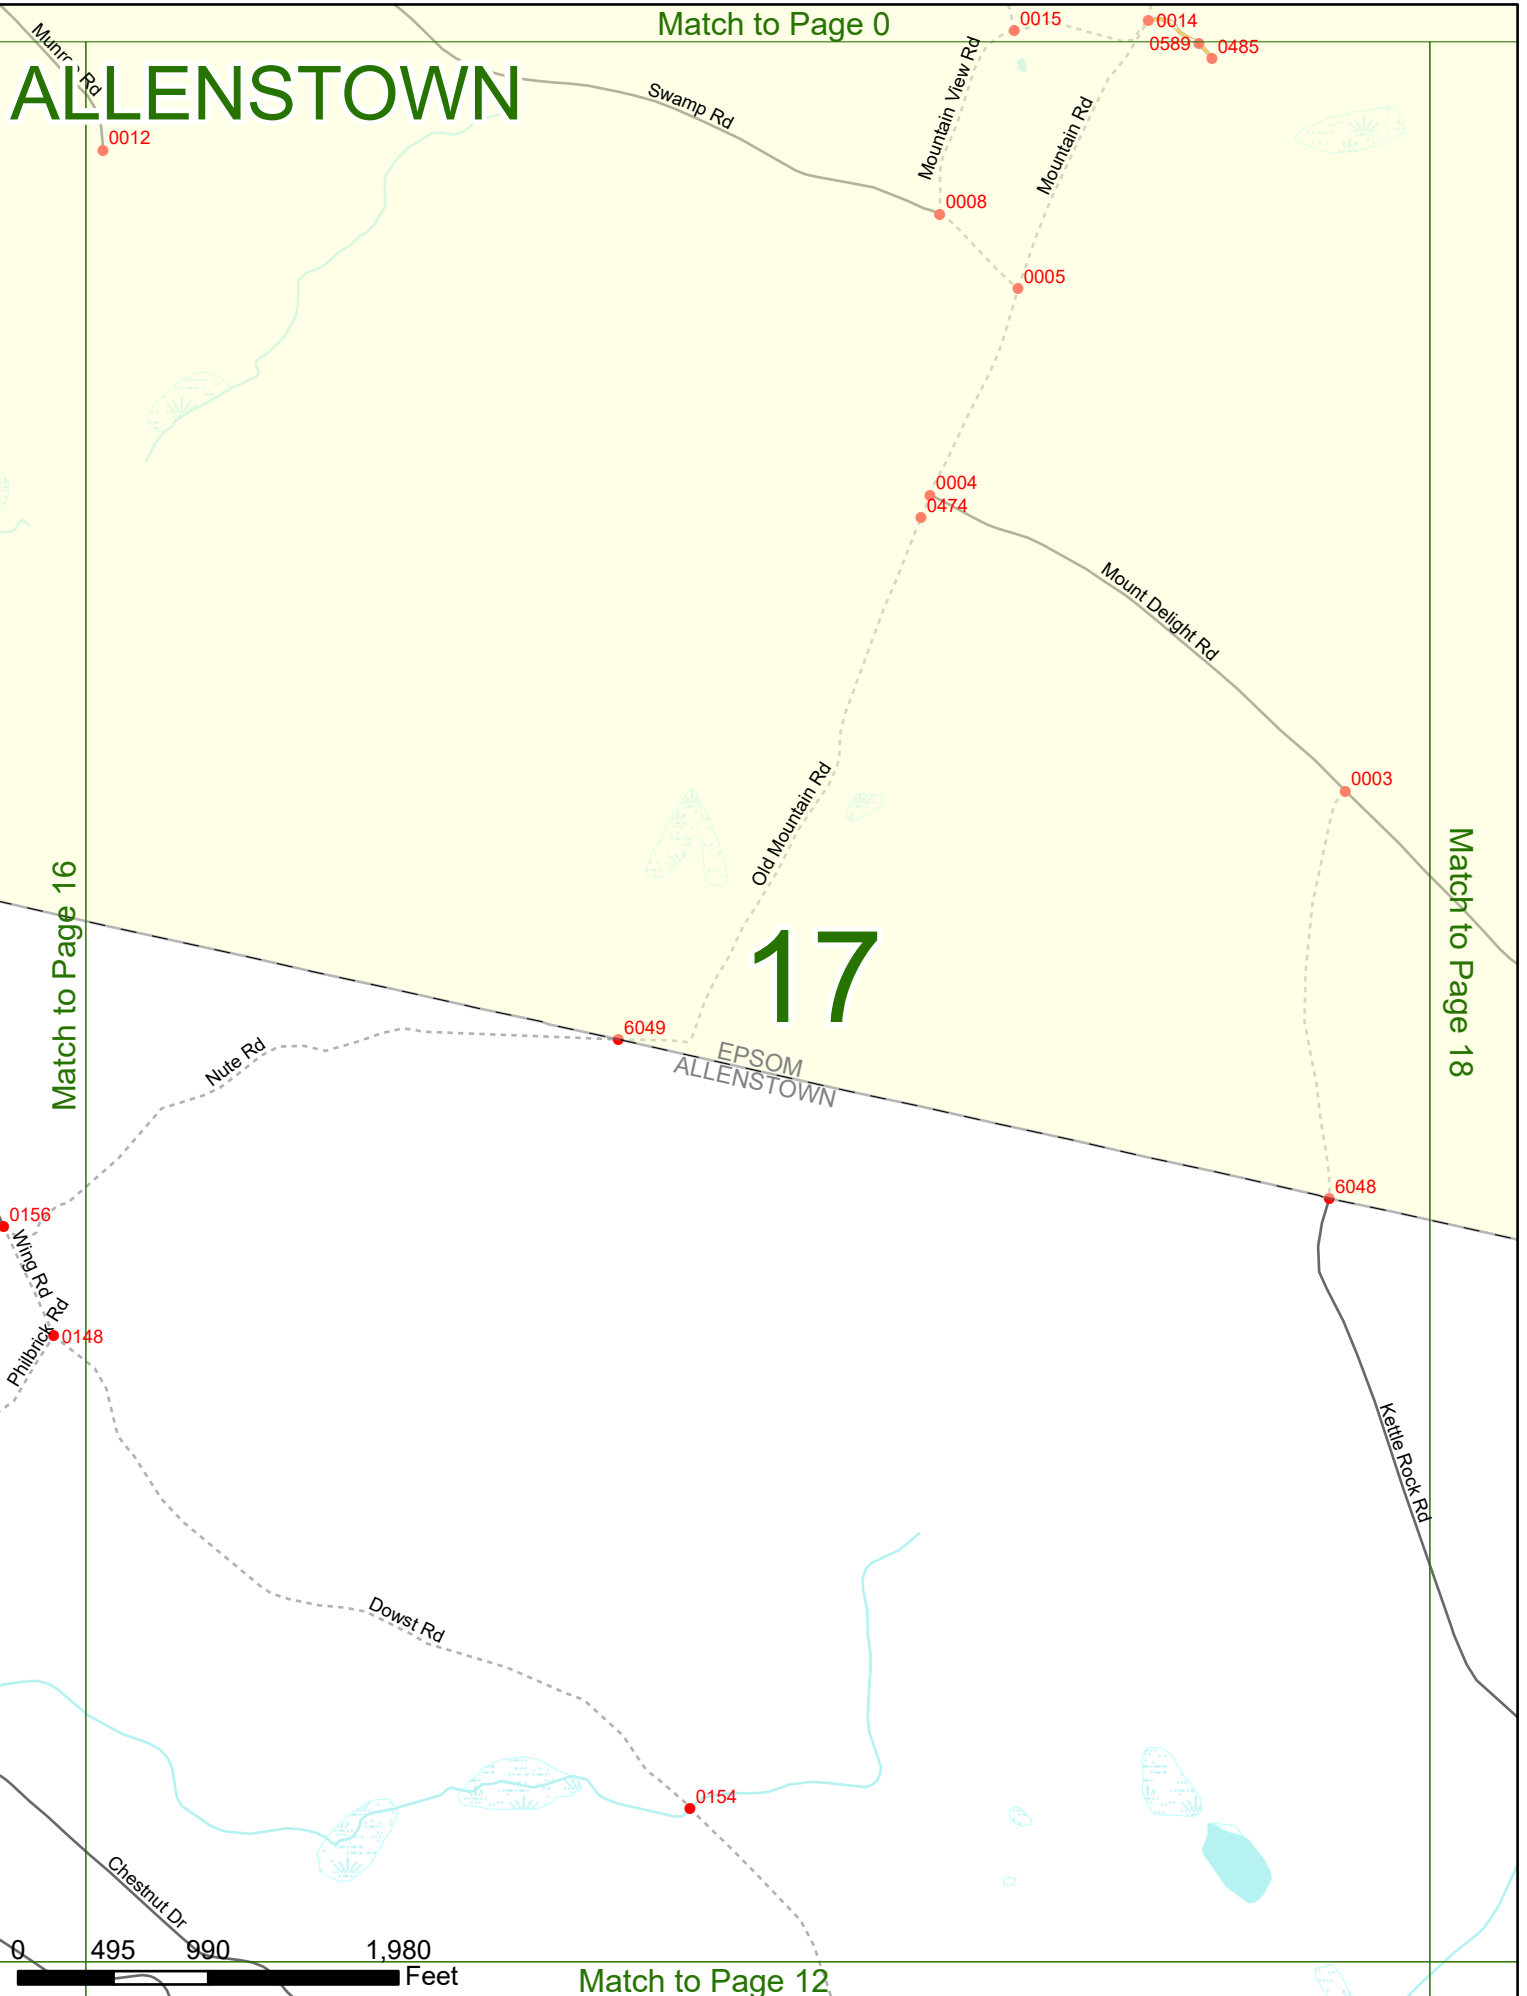 Match to Page 0
0015
0014
0589
0485
Munroe Rd
ALLENSTOWN
0012
Swamp Rd
Mountain View Rd
Mountain Rd
0008
0005
0004
0474
Mount Delight Rd
0003
Old Mountain Rd
Match to Page 16
17
Match to Page 18
6049
EPSOM
ALLENSTOWN
Nute Rd
6048
0156
Wing Rd
Philbrick Rd
0148
Kettle Rock Rd
Dowst Rd
0154
Chestnut Dr
0 495 990 1,980
Feet
Match to Page 12